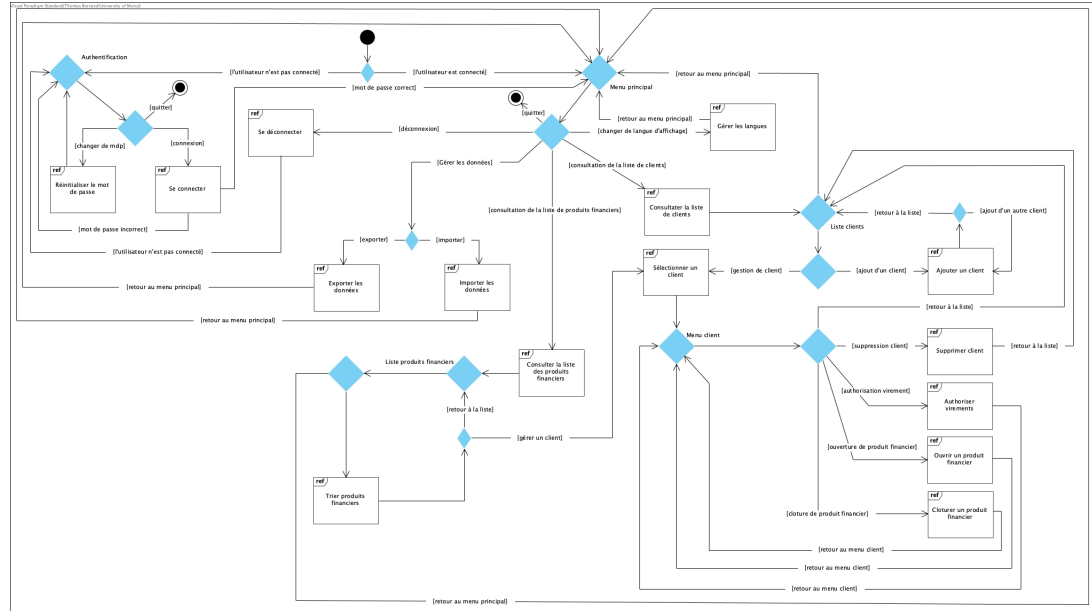 Visual Paradigm Standard(Thomas Bernard(University of Mons))
Authentification
[l'utilisateur n'est pas connecté]
[l'utilisateur est connecté]
[retour au menu principal]
Menu principal
[mot de passe correct]
[quitter]
[quitter]
ref
Se déconnecter
[déconnexion]
[retour au menu principal]
[changer de langue d'affichage]
ref
Gérer les langues
[changer de mdp]
[connexion]
[Gérer les données]
[consultation de la liste de clients]
ref
Réinitialiser le mot
de passe
ref
Se connecter
[consultation de la liste de produits financiers]
ref
Consultater la liste
de clients
[retour à la liste]
[ajout d'un autre client]
Liste clients
[mot de passe incorrect]
[l'utilisateur n'est pas connecté]
[exporter]
[importer]
ref
Exporter les
données
ref
Importer les
données
ref
Sélectionner un
client
[gestion de client]
[ajout d'un client]
ref
Ajouter un client
[retour au menu principal]
[retour à la liste]
[retour au menu principal]
Menu client
[suppression client]
ref
Supprimer client
[retour à la liste]
Liste produits financiers
ref
Consulter la liste
des produits
financiers
[authorisation virement]
ref
Authoriser
virements
[retour à la liste]
[gérer un client]
[ouverture de produit financier]
ref
Ouvrir un produit
financier
ref
Trier produits
financiers
[cloture de produit financier]
ref
Cloturer un produit
financier
[retour au menu client]
[retour au menu client]
[retour au menu client]
[retour au menu principal]